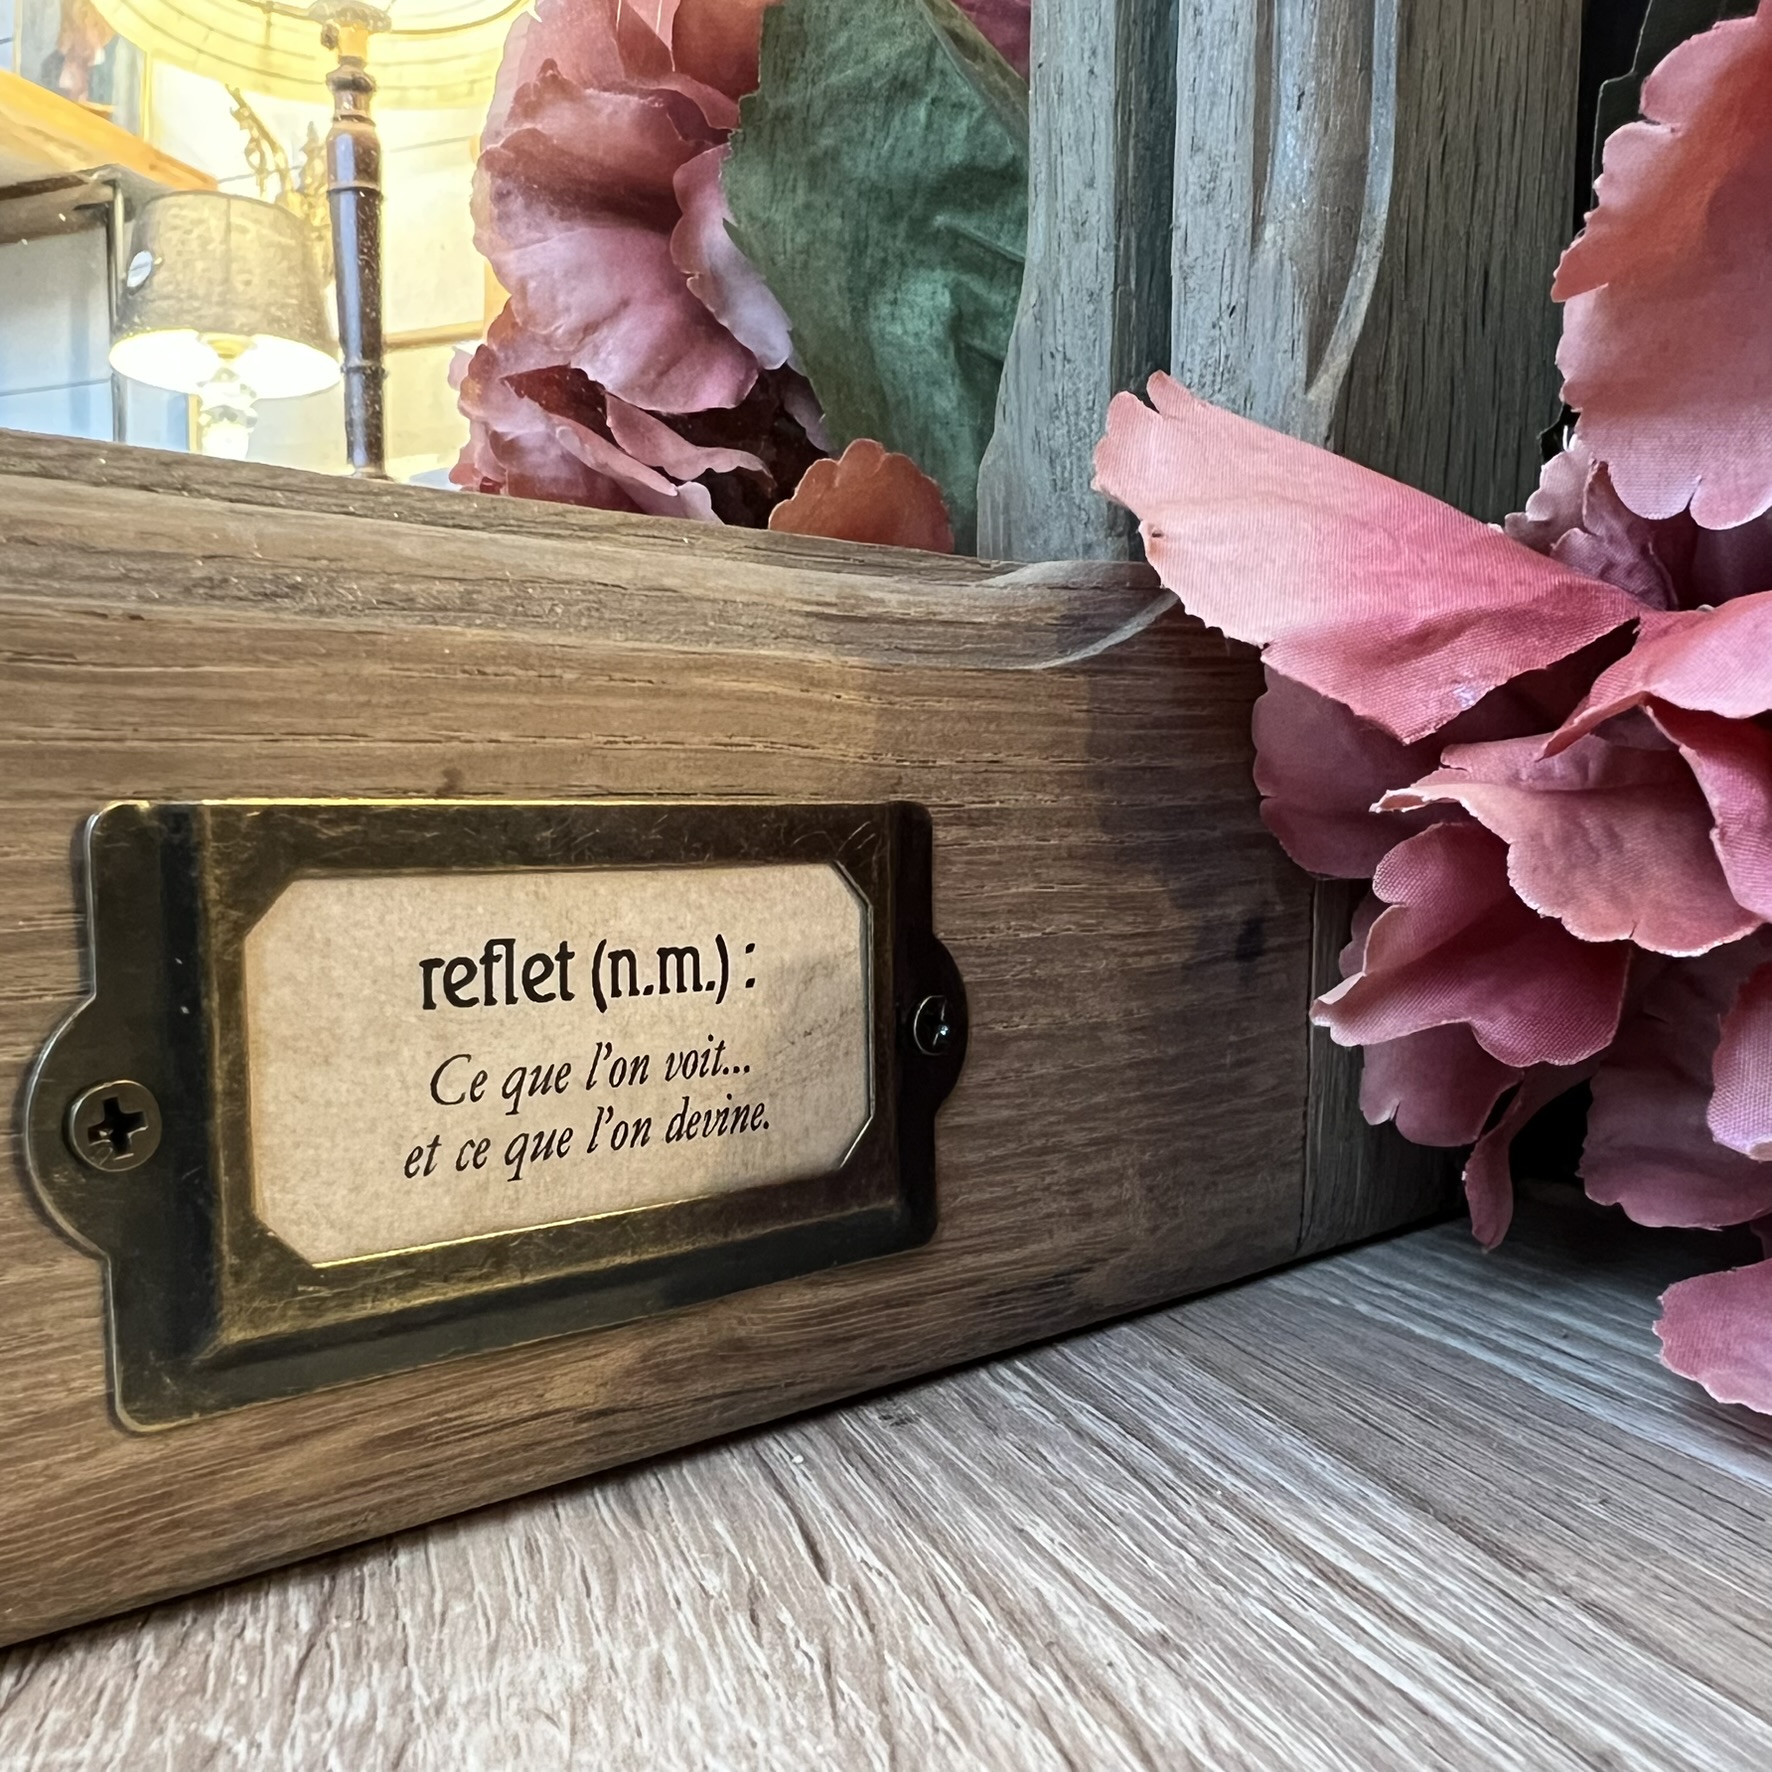 reflet (n.m.) :
Ce que l'on voit...
et ce que l'on devine.